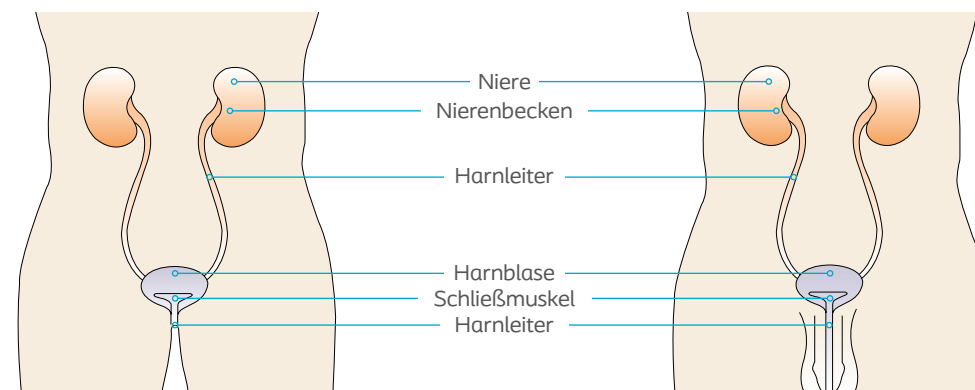 Niere
Nierenbecken
Harnleiter
Harnblase
Schließmuskel
Harnleiter